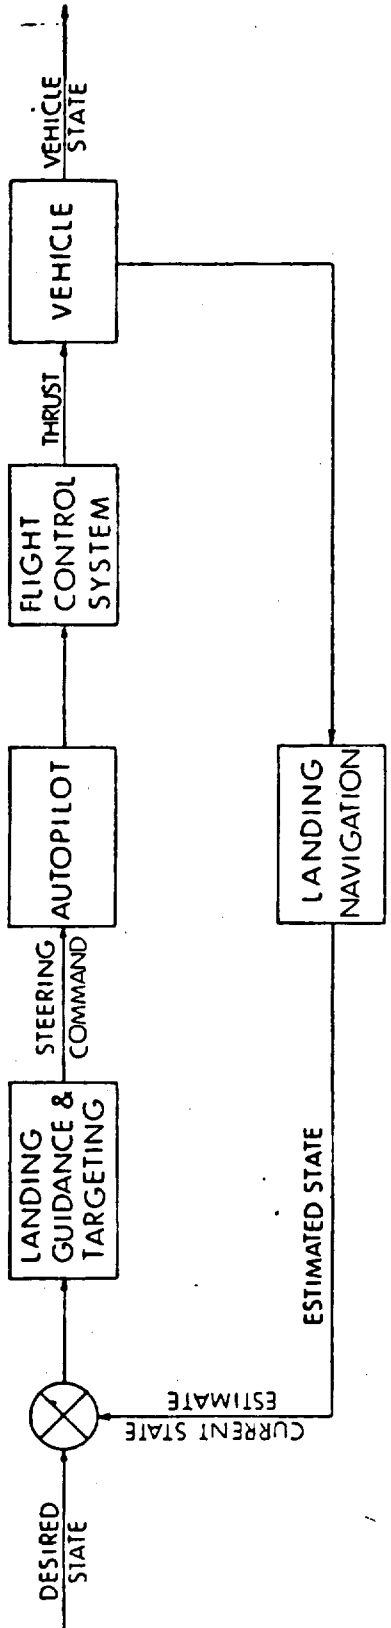 DESIRED
STATE
LANDING
GUIDANCE &
TARGETING
STEERING
COMMAND
AUTOPILOT
FLIGHT
CONTROL
SYSTEM
THRUST
VEHICLE
VEHICLE
STATE
CURRENT STATE
ESTIMATE
ESTIMATED STATE
LANDING
NAVIGATION